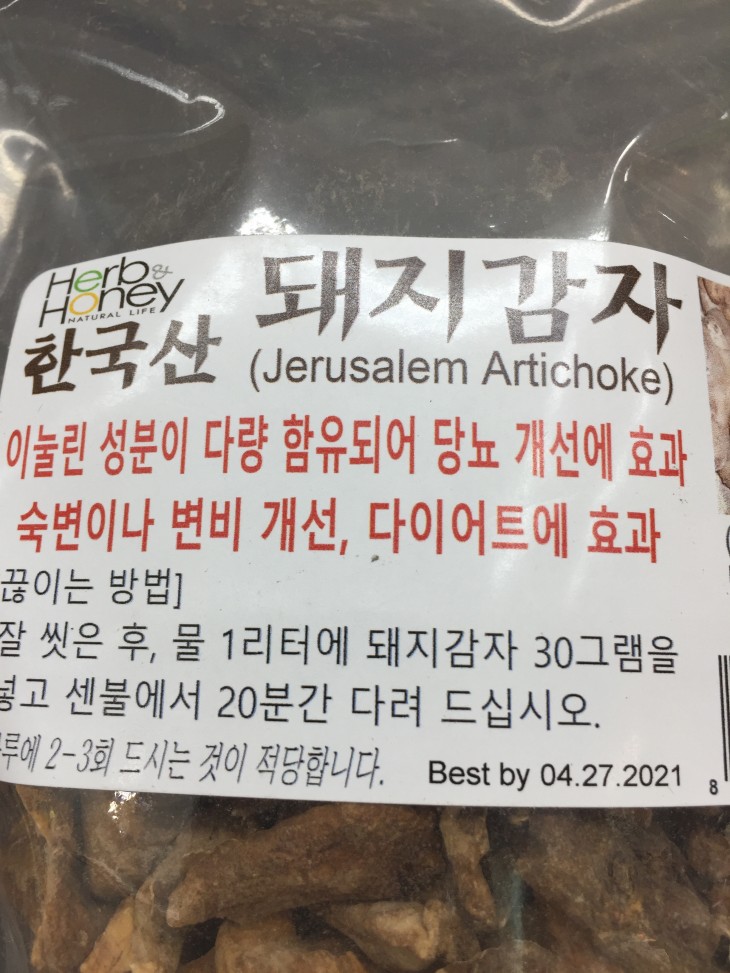 Herb &
Honey
NATURAL LIFE
한국산 돼지감자
(Jerusalem Artichoke)
이눌린 성분이 다량 함유되어 당뇨 개선에 효과
숙변이나 변비 개선, 다이어트에 효과
끓이는 방법]
잘 씻은 후, 물 1리터에 돼지감자 30그램을
넣고 센불에서 20분간 다려 드십시오.
하루에 2-3회 드시는 것이 적당합니다.
Best by 04.27.2021
8